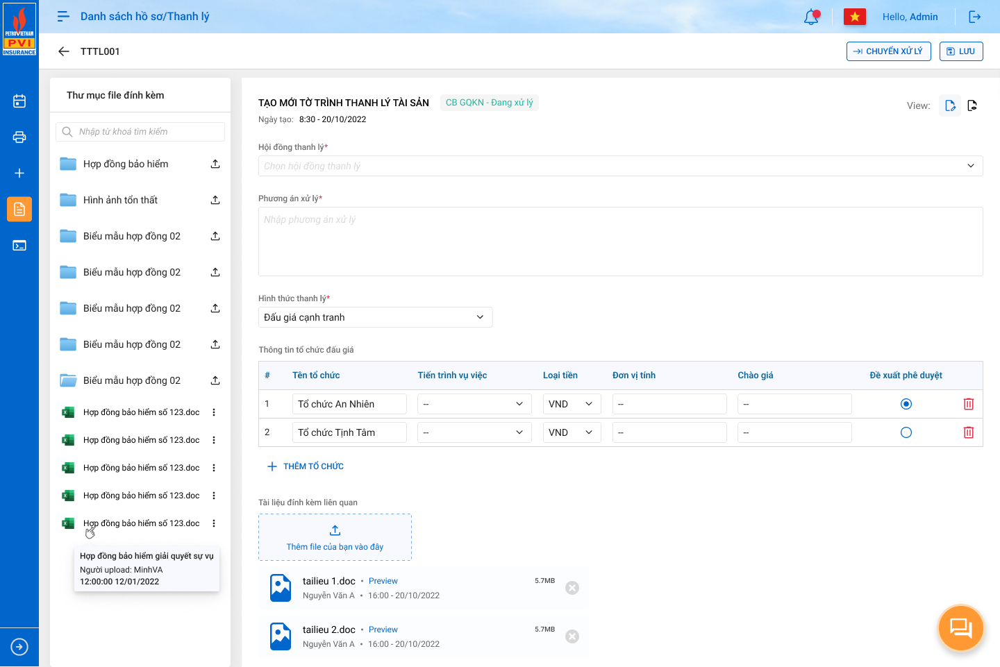 PETROVIETNAM
PVI
INSURANCE
Danh sách hồ sơ/Thanh lý
Hello, Admin
TTTL001
CHUYỂN XỬ LÝ
LƯU
Thư mục file đính kèm
Nhập từ khoá tìm kiếm
Hợp đồng bảo hiểm
Hình ảnh tổn thất
Biểu mẫu hợp đồng 02
Biểu mẫu hợp đồng 02
Biểu mẫu hợp đồng 02
Biểu mẫu hợp đồng 02
Biểu mẫu hợp đồng 02
Hợp đồng bảo hiểm số 123.doc
Hợp đồng bảo hiểm số 123.doc
Hợp đồng bảo hiểm số 123.doc
Hợp đồng bảo hiểm số 123.doc
Hợp đồng bảo hiểm số 123.doc
Hợp đồng bảo hiểm giải quyết sự vụ
Người upload: MinhVA
12:00:00 12/01/2022
TẠO MỚI TỜ TRÌNH THANH LÝ TÀI SẢN
CB GQKN - Đang xử lý
View:
Ngày tạo: 8:30 - 20/10/2022
Hội đồng thanh lý*
Chọn hội đồng thanh lý
Phương án xử lý*
Nhập phương án xử lý
Hình thức thanh lý*
Đấu giá cạnh tranh
Thông tin tổ chức đấu giá
# Tên tổ chức Tiến trình vụ việc Loại tiền Đơn vị tính Chào giá Đề xuất phê duyệt
1 Tổ chức An Nhiên -- VND -- --
2 Tổ chức Tịnh Tâm -- VND -- --
THÊM TỔ CHỨC
Tài liệu đính kèm liên quan
Thêm file của bạn vào đây
tailieu 1.doc • Preview 5.7MB
Nguyễn Văn A • 16:00 - 20/10/2022
tailieu 2.doc • Preview 5.7MB
Nguyễn Văn A • 16:00 - 20/10/2022